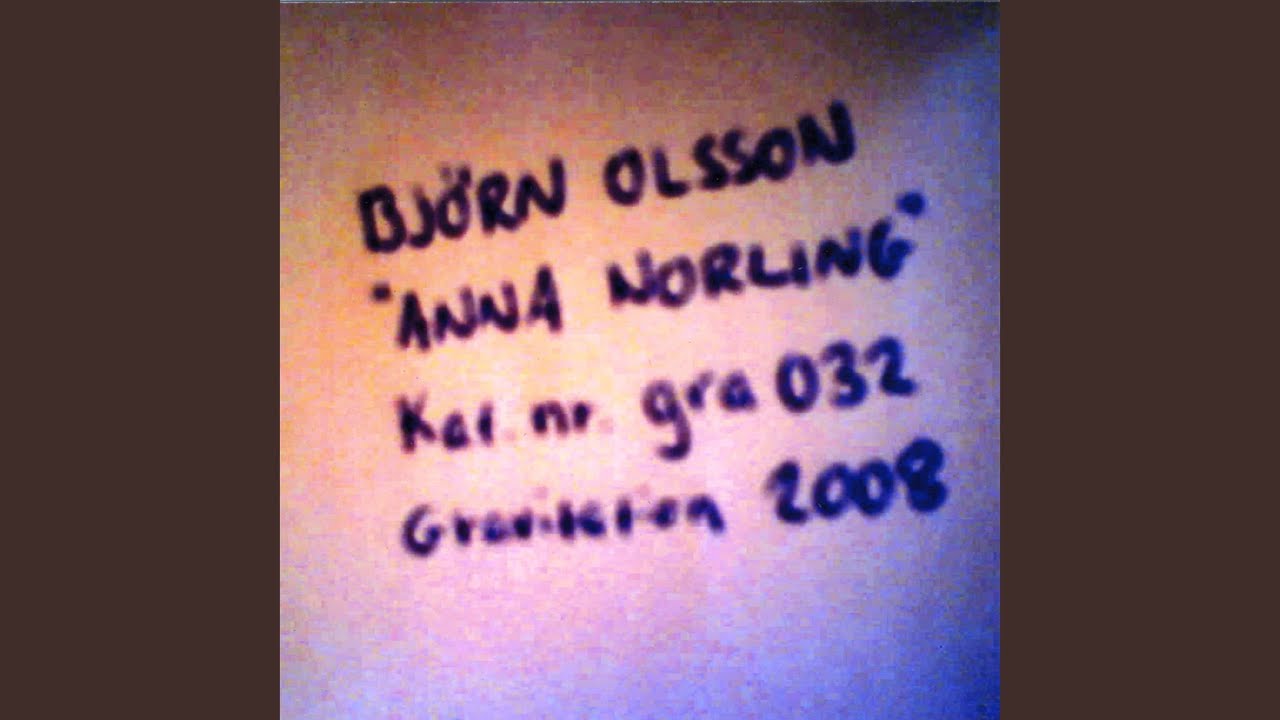 BJÖRN OLSSON
"ANNA NORLING"
Kat. nr. gra 032
Gravitation 2008